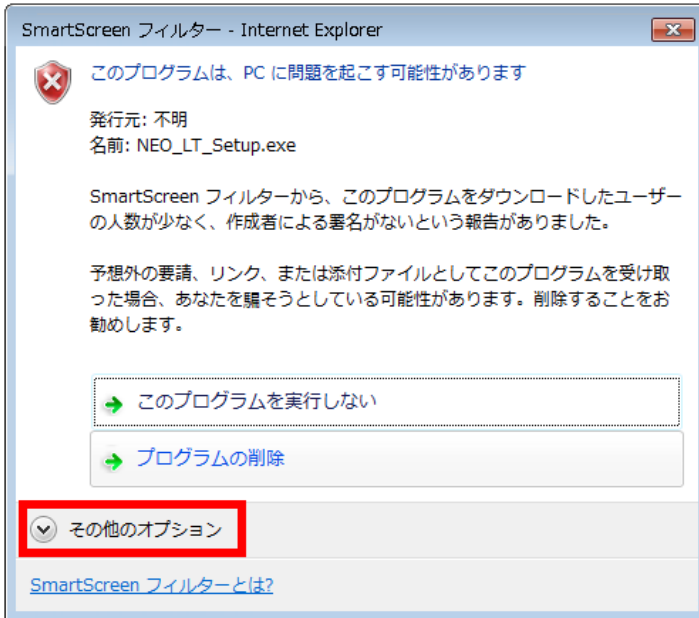 SmartScreen フィルター - Internet Explorer
このプログラムは、PC に問題を起こす可能性があります
発行元: 不明
名前: NEO_LT_Setup.exe
SmartScreen フィルターから、このプログラムをダウンロードしたユーザー
の人数が少なく、作成者による署名がないという報告がありました。
予想外の要請、リンク、または添付ファイルとしてこのプログラムを受け取
った場合、あなたを騙そうとしている可能性があります。削除することをお
勧めします。
このプログラムを実行しない
プログラムの削除
その他のオプション
SmartScreen フィルターとは?